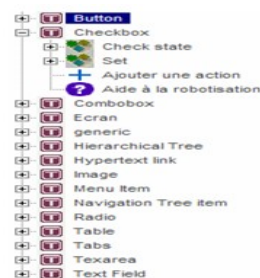 Button
Checkbox
Check state
Set
Ajouter une action
Aide à la robotisation
Combobox
Ecran
generic
Hierarchical Tree
Hypertext link
Image
Menu Item
Navigation Tree item
Radio
Table
Tabs
Texarea
Text Field